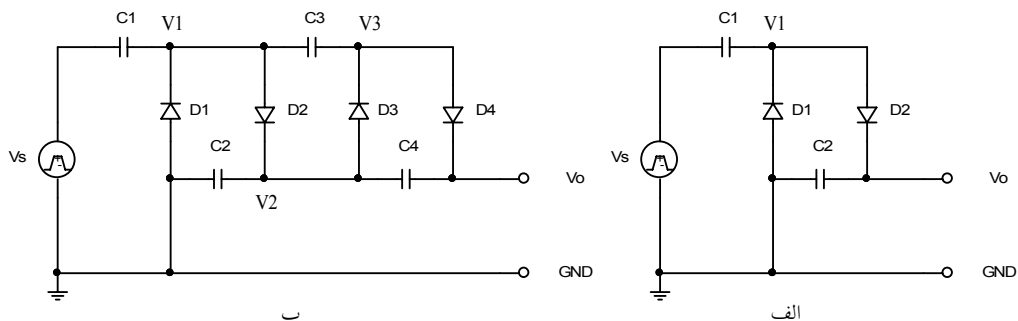 C1 V1 C3 V3
D1 D2 D3 D4
Vs
C2 C4
V2
Vo
GND
ب
C1 V1
D1 D2
Vs
C2
Vo
GND
الف